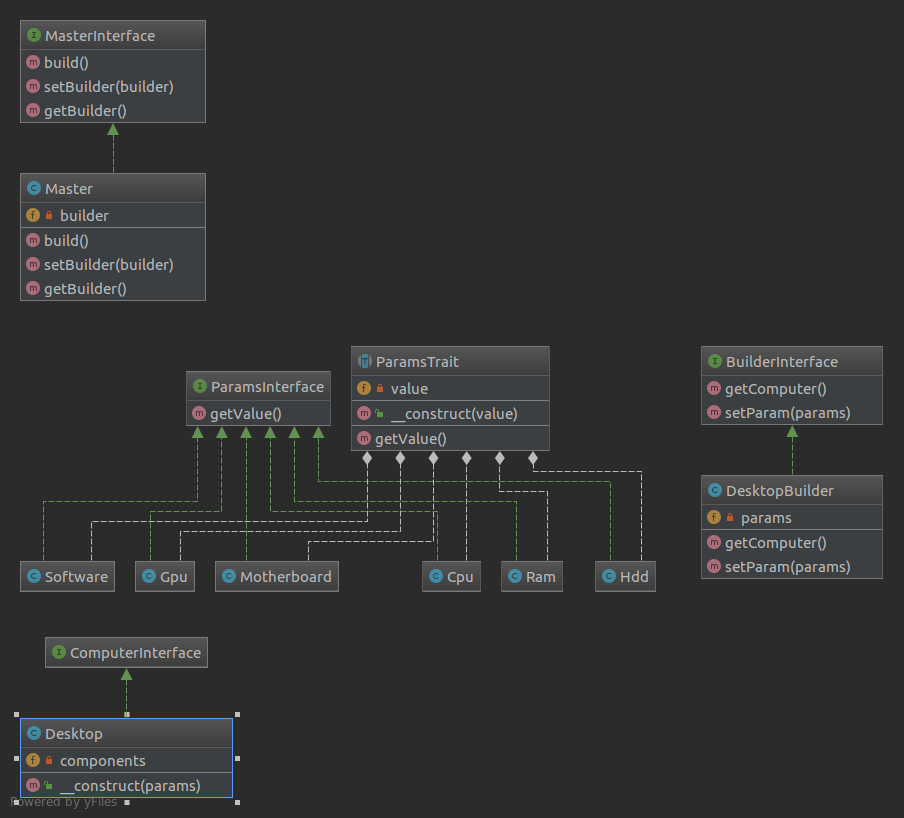 MasterInterface
build()
setBuilder(builder)
getBuilder()
Master
builder
build()
setBuilder(builder)
getBuilder()
ParamsInterface
getValue()
ParamsTrait
value
__construct(value)
getValue()
BuilderInterface
getComputer()
setParam(params)
DesktopBuilder
params
getComputer()
setParam(params)
Software
Gpu
Motherboard
Cpu
Ram
Hdd
ComputerInterface
Desktop
components
__construct(params)
Powered by yFiles